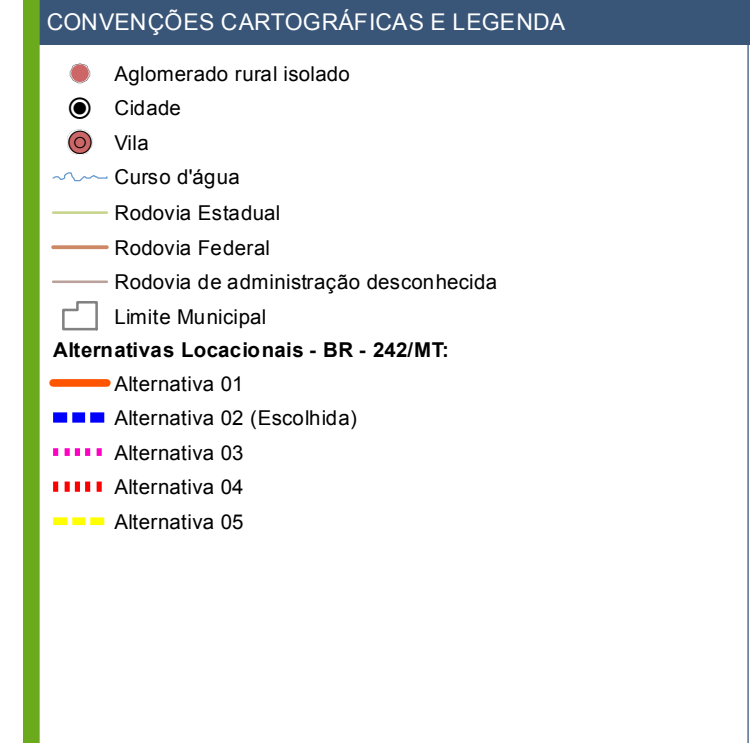 CONVENÇÕES CARTOGRÁFICAS E LEGENDA
Aglomerado rural isolado
Cidade
Vila
Curso d'água
Rodovia Estadual
Rodovia Federal
Rodovia de administração desconhecida
Limite Municipal
Alternativas Locacionais - BR - 242/MT:
Alternativa 01
Alternativa 02 (Escolhida)
Alternativa 03
Alternativa 04
Alternativa 05